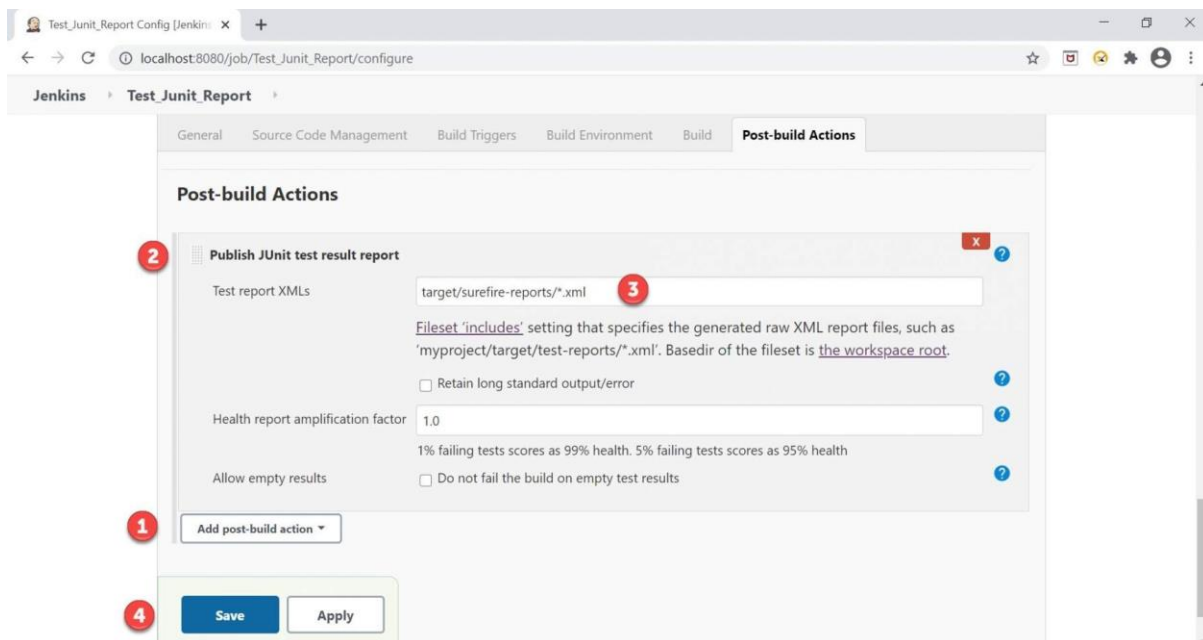 Test_Junit_Report Config [Jenkins
localhost:8080/job/Test_Junit_Report/configure
Jenkins Test_Junit_Report
General Source Code Management Build Triggers Build Environment Build Post-build Actions
Post-build Actions
2 Publish JUnit test result report X ?
Test report XMLs target/surefire-reports/*.xml 3
Fileset 'includes' setting that specifies the generated raw XML report files, such as
'myproject/target/test-reports/*.xml'. Basedir of the fileset is the workspace root.
Retain long standard output/error ?
Health report amplification factor 1.0 ?
1% failing tests scores as 99% health. 5% failing tests scores as 95% health
Allow empty results Do not fail the build on empty test results ?
1 Add post-build action
4 Save Apply